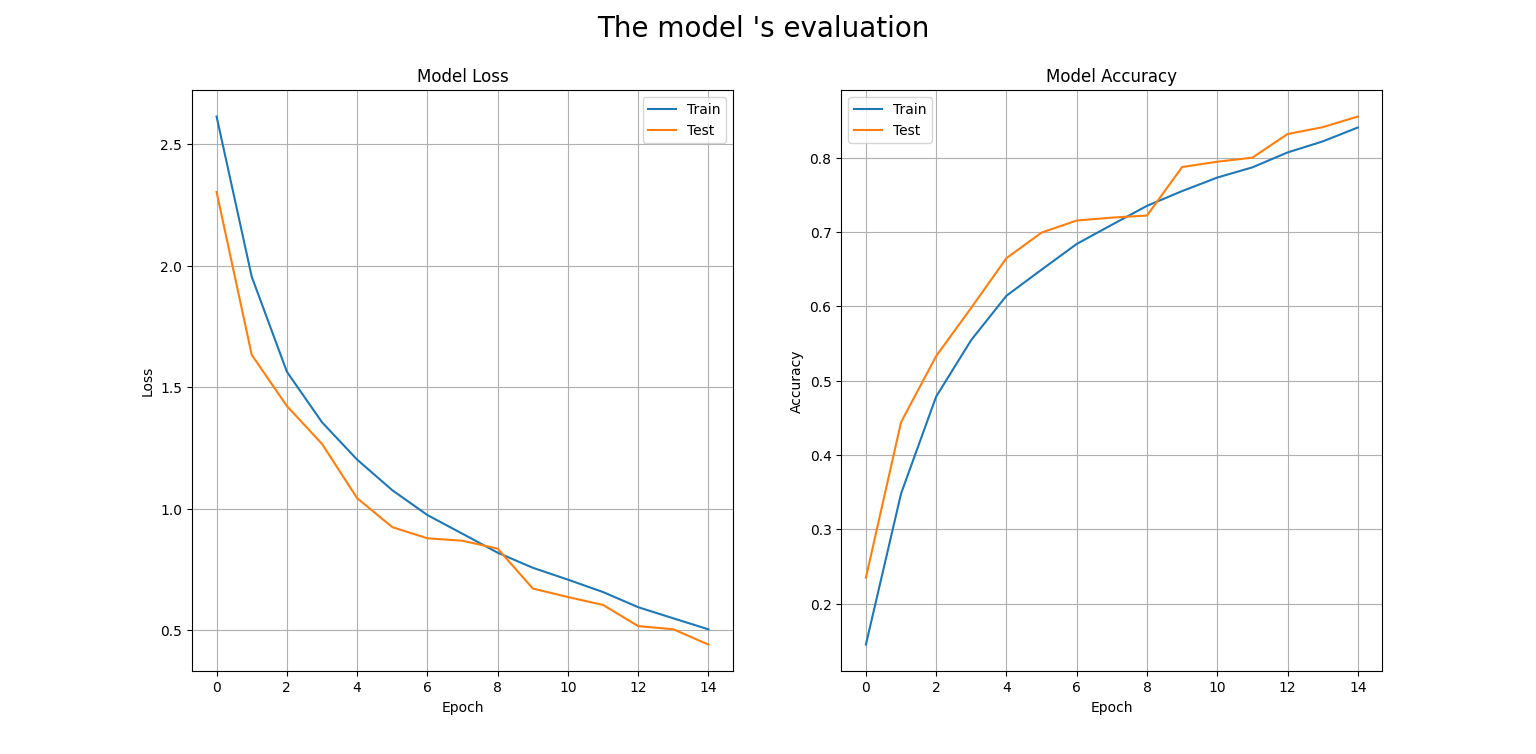 The model 's evaluation
Model Loss
Train
Test
2.5
2.0
1.5
1.0
0.5
Loss
0 2 4 6 8 10 12 14
Epoch
Model Accuracy
Train
Test
0.8
0.7
0.6
0.5
0.4
0.3
0.2
Accuracy
0 2 4 6 8 10 12 14
Epoch